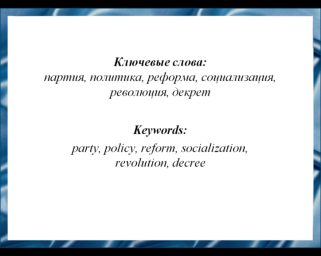 Ключевые слова:
партия, политика, реформа, социализация,
революция, декрет
Keywords:
party, policy, reform, socialization,
revolution, decree